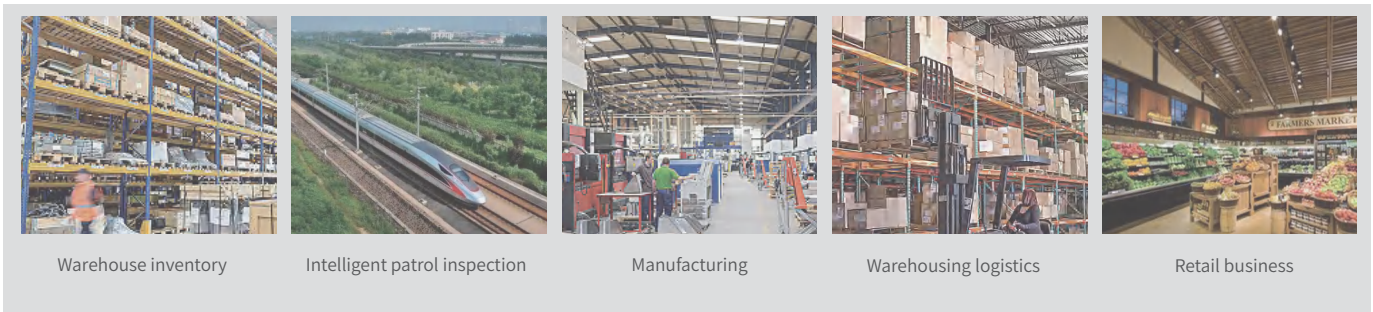 FARMERS MARKET
Warehouse inventory
Intelligent patrol inspection
Manufacturing
Warehousing logistics
Retail business